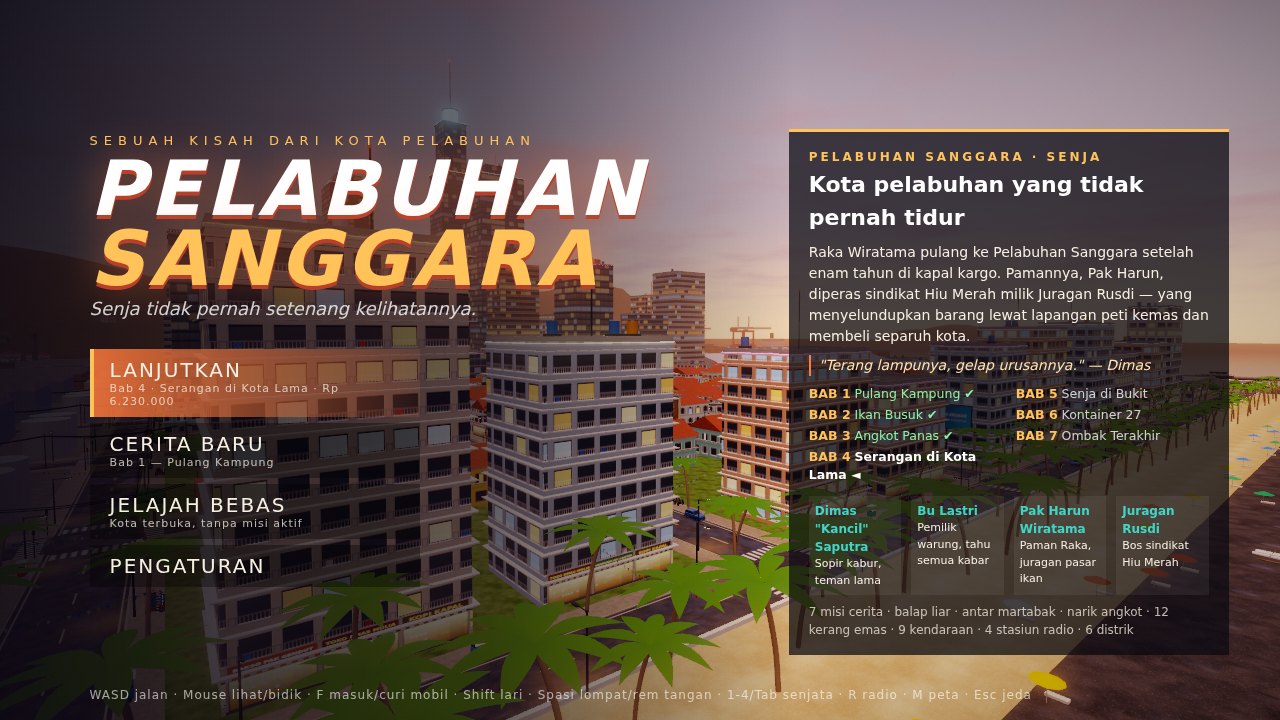 SEBUAH KISAH DARI KOTA PELABUHAN
PELABUHAN
SANGGARA
Senja tidak pernah setenang kelihatannya.
LANJUTKAN
Bab 4 · Serangan di Kota Lama · Rp
6.230.000
CERITA BARU
Bab 1 — Pulang Kampung
JELAJAH BEBAS
Kota terbuka, tanpa misi aktif
PENGATURAN
PELABUHAN SANGGARA · SENJA
Kota pelabuhan yang tidak
pernah tidur
Raka Wiratama pulang ke Pelabuhan Sanggara setelah
enam tahun di kapal kargo. Pamannya, Pak Harun,
diperas sindikat Hiu Merah milik Juragan Rusdi — yang
menyelundupkan barang lewat lapangan peti kemas dan
membeli separuh kota.
"Terang lampunya, gelap urusannya." — Dimas
BAB 1 Pulang Kampung ✔
BAB 2 Ikan Busuk ✔
BAB 3 Angkot Panas ✔
BAB 4 Serangan di Kota
Lama ◄
BAB 5 Senja di Bukit
BAB 6 Kontainer 27
BAB 7 Ombak Terakhir
Dimas
"Kancil"
Saputra
Sopir kabur,
teman lama
Bu Lastri
Pemilik
warung, tahu
semua kabar
Pak Harun
Wiratama
Paman Raka,
juragan pasar
ikan
Juragan
Rusdi
Bos sindikat
Hiu Merah
7 misi cerita · balap liar · antar martabak · narik angkot · 12
kerang emas · 9 kendaraan · 4 stasiun radio · 6 distrik
WASD jalan · Mouse lihat/bidik · F masuk/curi mobil · Shift lari · Spasi lompat/rem tangan · 1-4/Tab senjata · R radio · M peta · Esc jeda